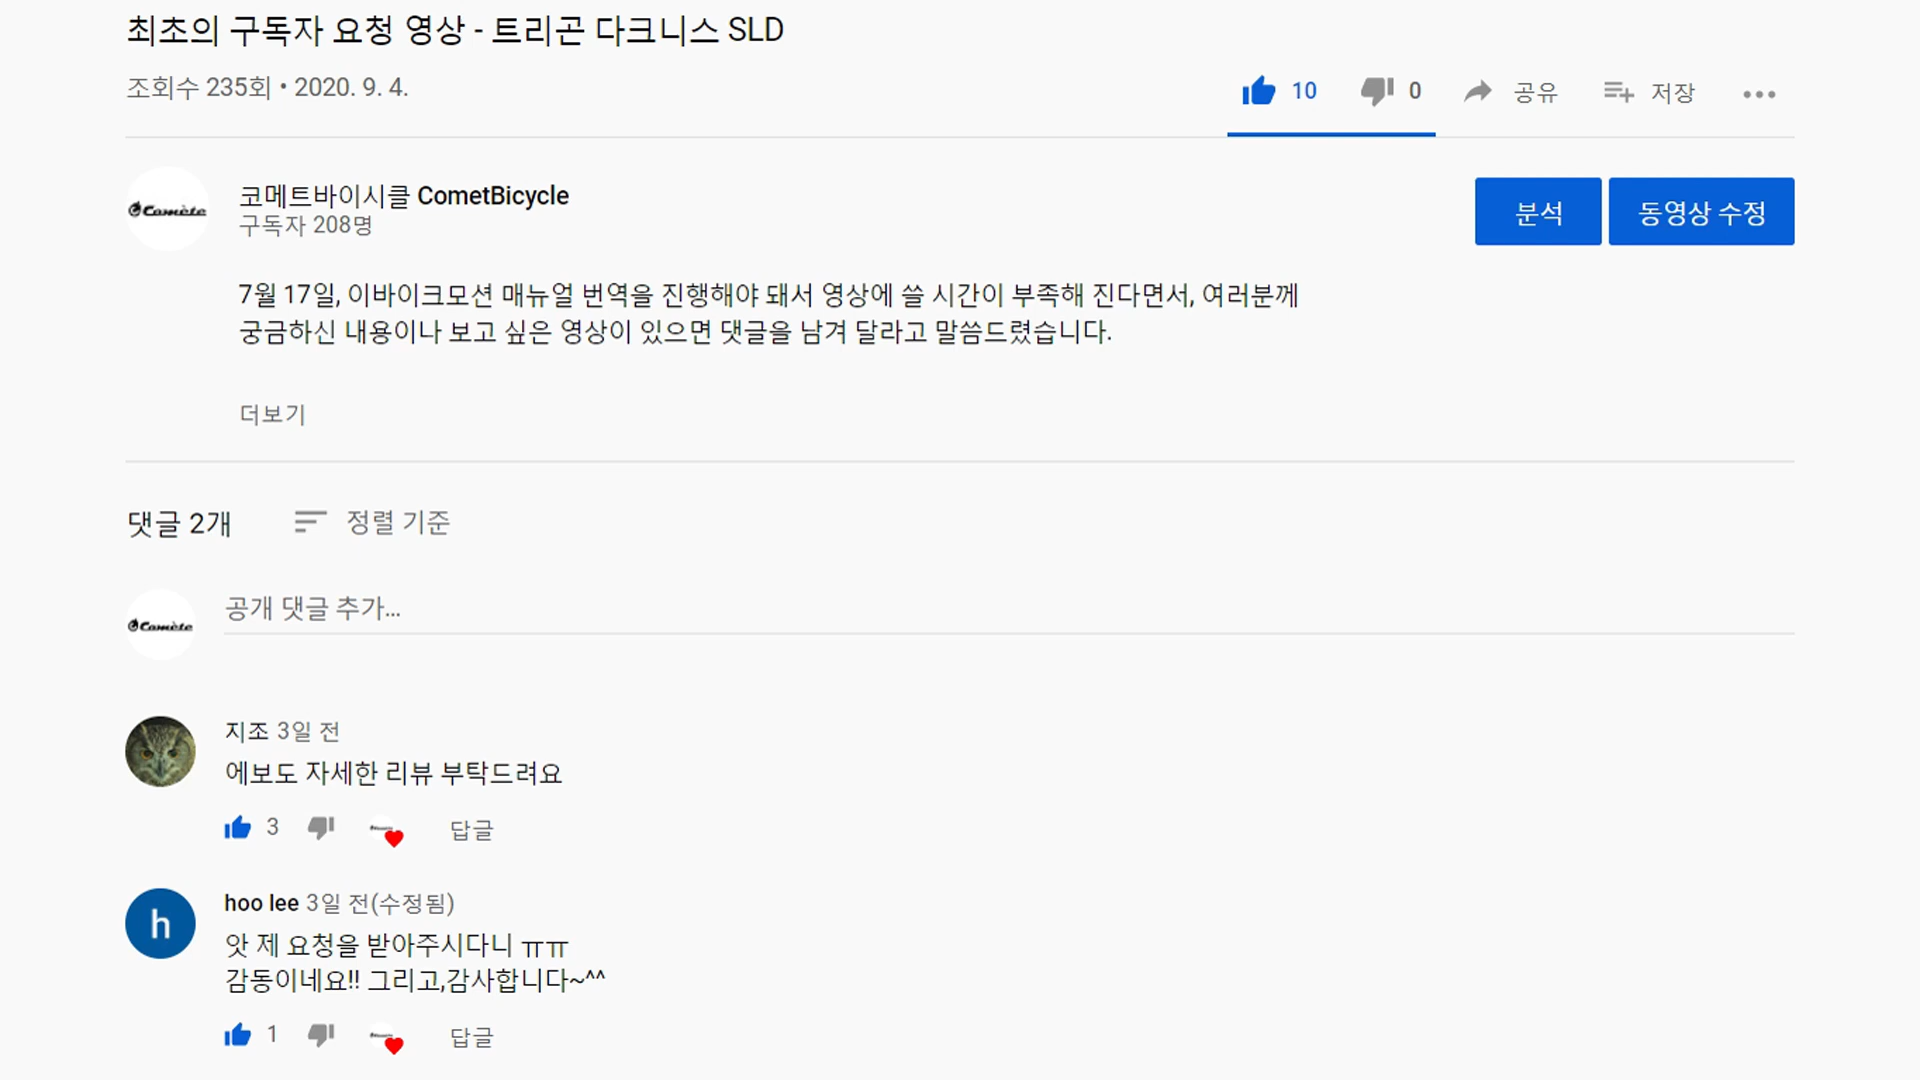 최초의 구독자 요청 영상 - 트리곤 다크니스 SLD
조회수 235회 • 2020. 9. 4.
10 0 공유 저장
Comète
코메트바이시클 CometBicycle
구독자 208명
분석 동영상 수정
7월 17일, 이바이크모션 매뉴얼 번역을 진행해야 돼서 영상에 쓸 시간이 부족해 진다면서, 여러분께
궁금하신 내용이나 보고 싶은 영상이 있으면 댓글을 남겨 달라고 말씀드렸습니다.
더보기
댓글 2개 정렬 기준
Comète
공개 댓글 추가...
지조 3일 전
에보도 자세한 리뷰 부탁드려요
3 답글
h
hoo lee 3일 전(수정됨)
앗 제 요청을 받아주시다니 ㅠㅠ
감동이네요!! 그리고,감사합니다~^^
1 답글